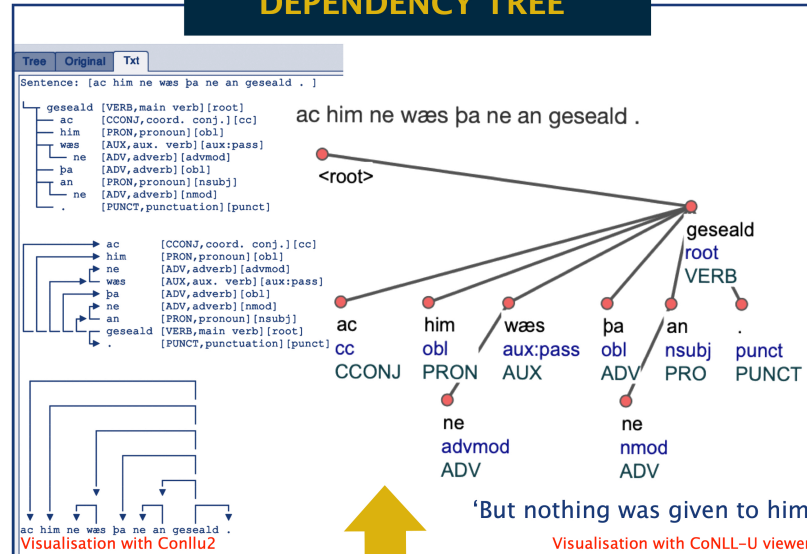 DEPENDENCY TREE
Tree Original Txt
Sentence: [ac him ne wæs þa ne an geseald . ]
geseald [VERB,main verb][root]
ac [CCONJ,coord. conj.][cc]
him [PRON,pronoun][obl]
wæs [AUX,aux. verb][aux:pass]
ne [ADV,adverb][advmod]
þa [ADV,adverb][obl]
an [PRON,pronoun][nsubj]
ne [ADV,adverb][nmod]
. [PUNCT,punctuation][punct]
ac [CCONJ,coord. conj.][cc]
him [PRON,pronoun][obl]
ne [ADV,adverb][advmod]
wæs [AUX,aux. verb][aux:pass]
þa [ADV,adverb][obl]
ne [ADV,adverb][nmod]
an [PRON,pronoun][nsubj]
geseald [VERB,main verb][root]
. [PUNCT,punctuation][punct]
ac him ne wæs þa ne an geseald .
Visualisation with Conllu2
ac him ne wæs þa ne an geseald .
<root>
geseald
root
VERB
ac him wæs þa an .
cc obl aux:pass obl nsubj punct
CCONJ PRON AUX ADV PRO PUNCT
ne ne
advmod nmod
ADV ADV
‘But nothing was given to him
Visualisation with CoNLL-U viewer